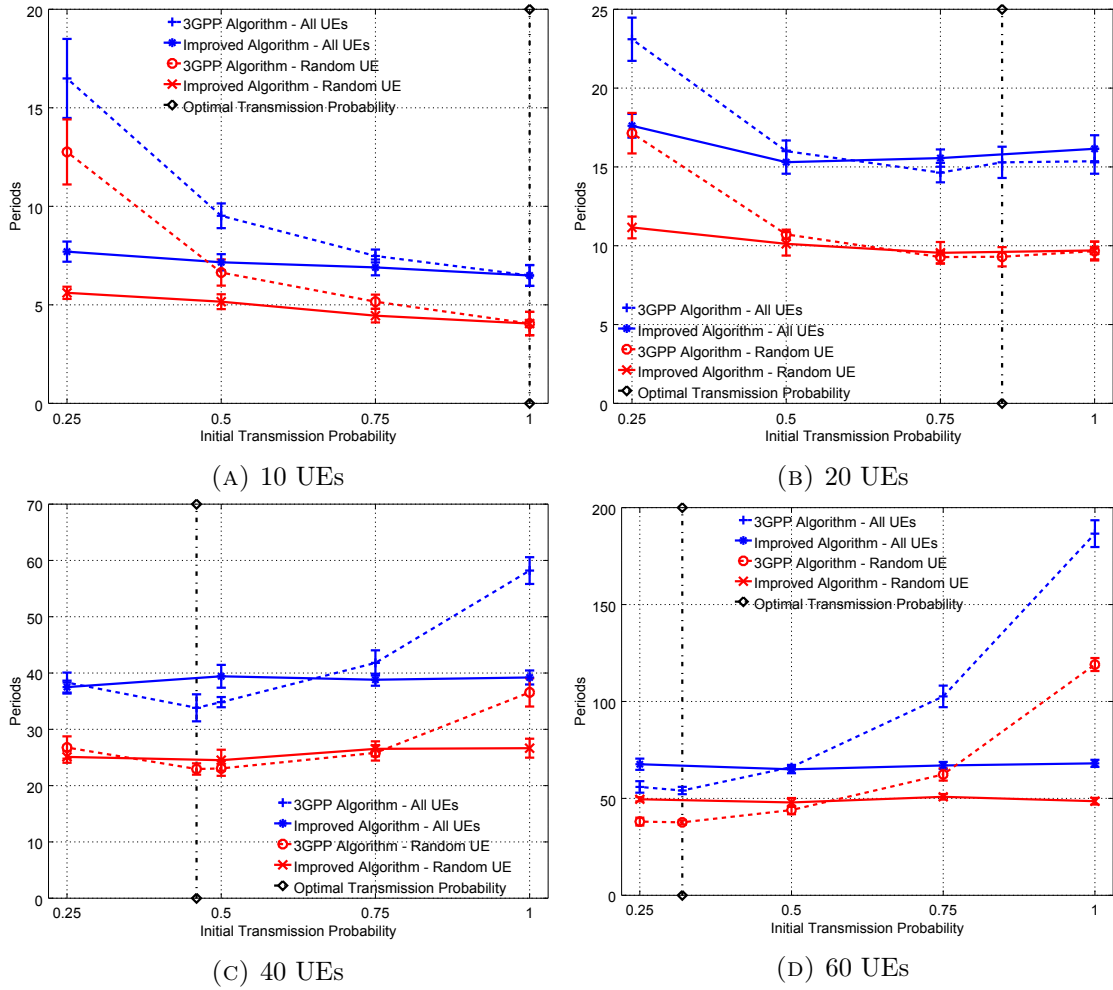 20
15
10
5
0
Periods
3GPP Algorithm - All UEs
Improved Algorithm - All UEs
3GPP Algorithm - Random UE
Improved Algorithm - Random UE
Optimal Transmission Probability
0.25 0.5 0.75 1
Initial Transmission Probability
(A) 10 UEs
25
20
15
10
5
0
Periods
3GPP Algorithm - All UEs
Improved Algorithm - All UEs
3GPP Algorithm - Random UE
Improved Algorithm - Random UE
Optimal Transmission Probability
0.25 0.5 0.75 1
Initial Transmission Probability
(B) 20 UEs
70
60
50
40
30
20
10
0
Periods
3GPP Algorithm - All UEs
Improved Algorithm - All UEs
3GPP Algorithm - Random UE
Improved Algorithm - Random UE
Optimal Transmission Probability
0.25 0.5 0.75 1
Initial Transmission Probability
(C) 40 UEs
200
150
100
50
0
Periods
3GPP Algorithm - All UEs
Improved Algorithm - All UEs
3GPP Algorithm - Random UE
Improved Algorithm - Random UE
Optimal Transmission Probability
0.25 0.5 0.75 1
Initial Transmission Probability
(D) 60 UEs